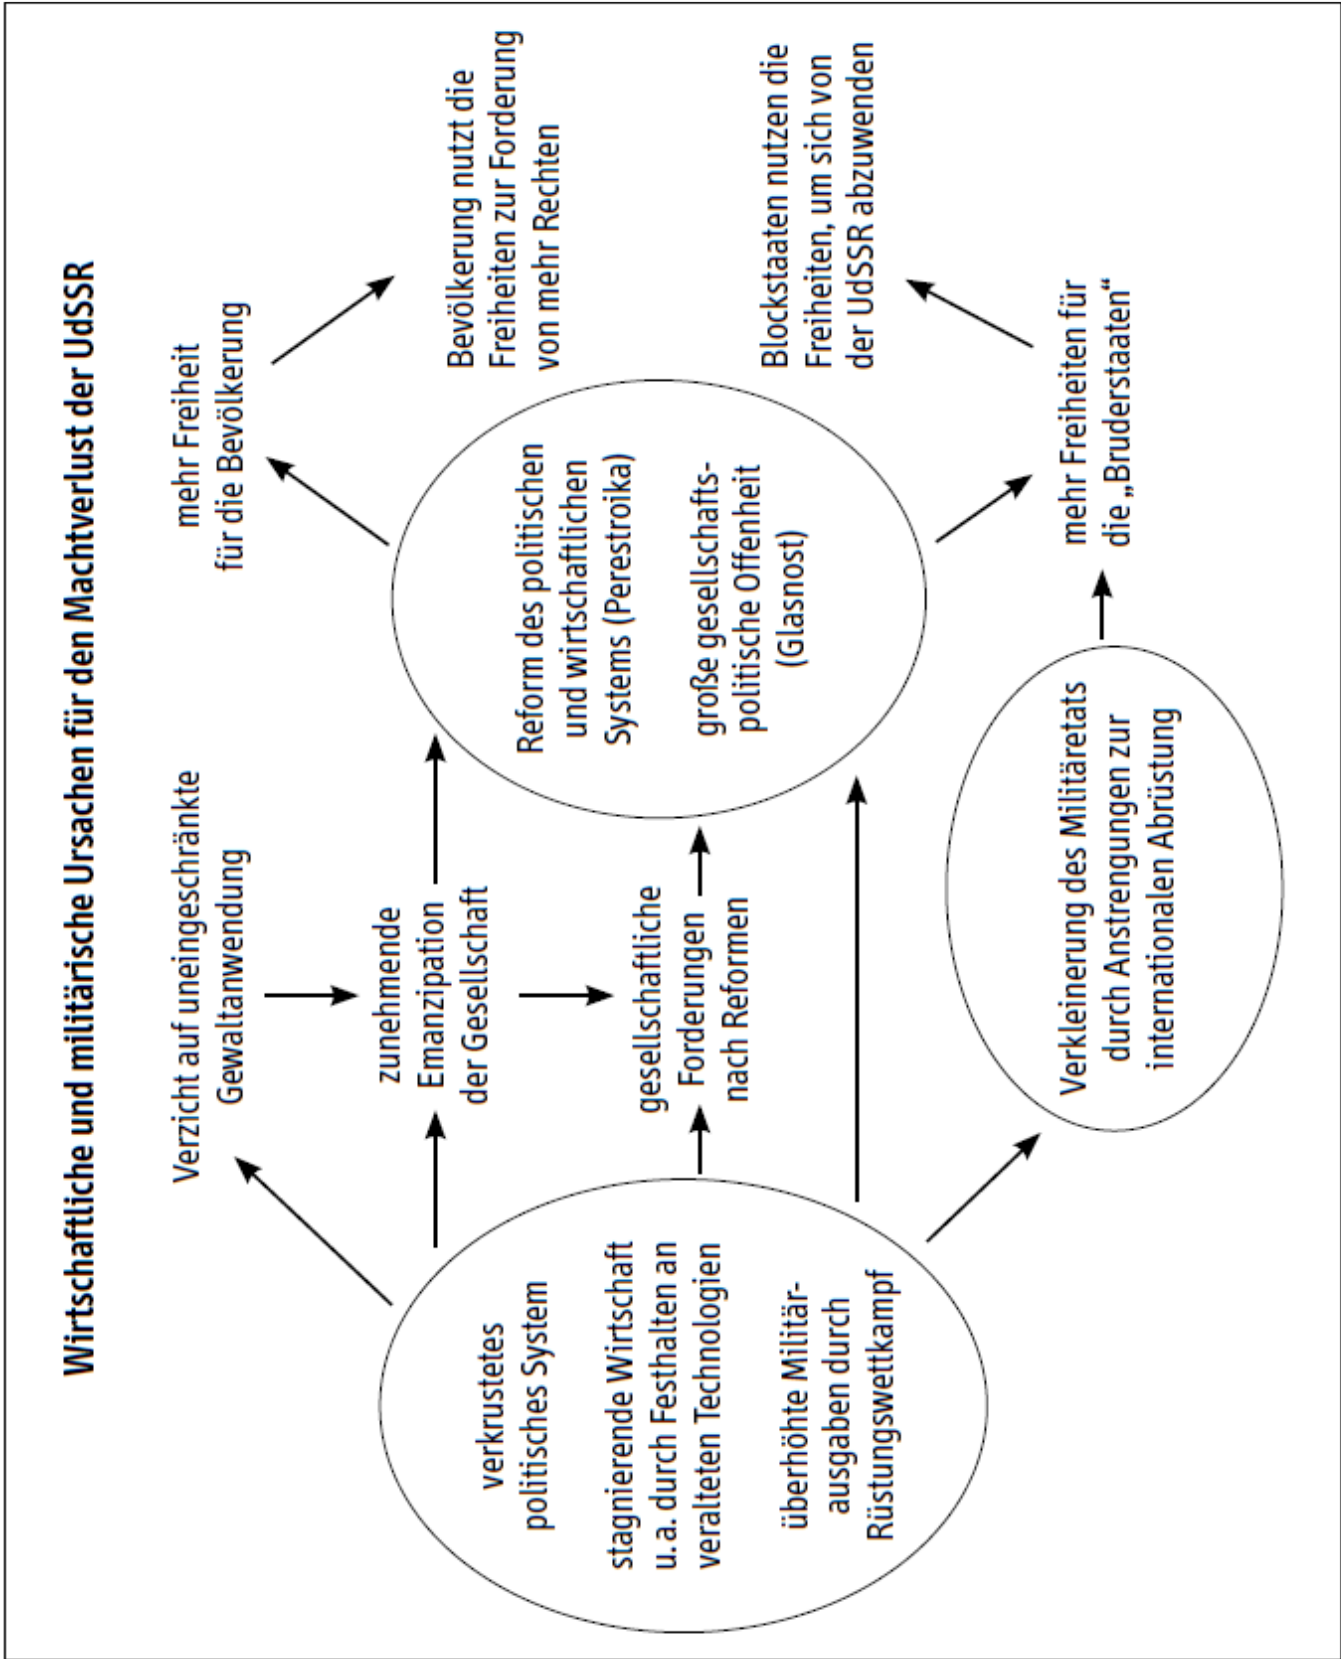 Wirtschaftliche und militärische Ursachen für den Machtverlust der UdSSR
Verzicht auf uneingeschränkte
Gewaltanwendung
mehr Freiheit
für die Bevölkerung
zunehmende
Emanzipation
der Gesellschaft
Bevölkerung nutzt die
Freiheiten zur Forderung
von mehr Rechten
verkrustetes
politisches System
stagnierende Wirtschaft
u. a. durch Festhalten an
veralteten Technologien
überhöhte Militär-
ausgaben durch
Rüstungswettkampf
gesellschaftliche
Forderungen
nach Reformen
Reform des politischen
und wirtschaftlichen
Systems (Perestroika)
große gesellschafts-
politische Offenheit
(Glasnost)
Blockstaaten nutzen die
Freiheiten, um sich von
der UdSSR abzuwenden
Verkleinerung des Militäretats
durch Anstrengungen zur
internationalen Abrüstung
mehr Freiheiten für
die „Bruderstaaten“